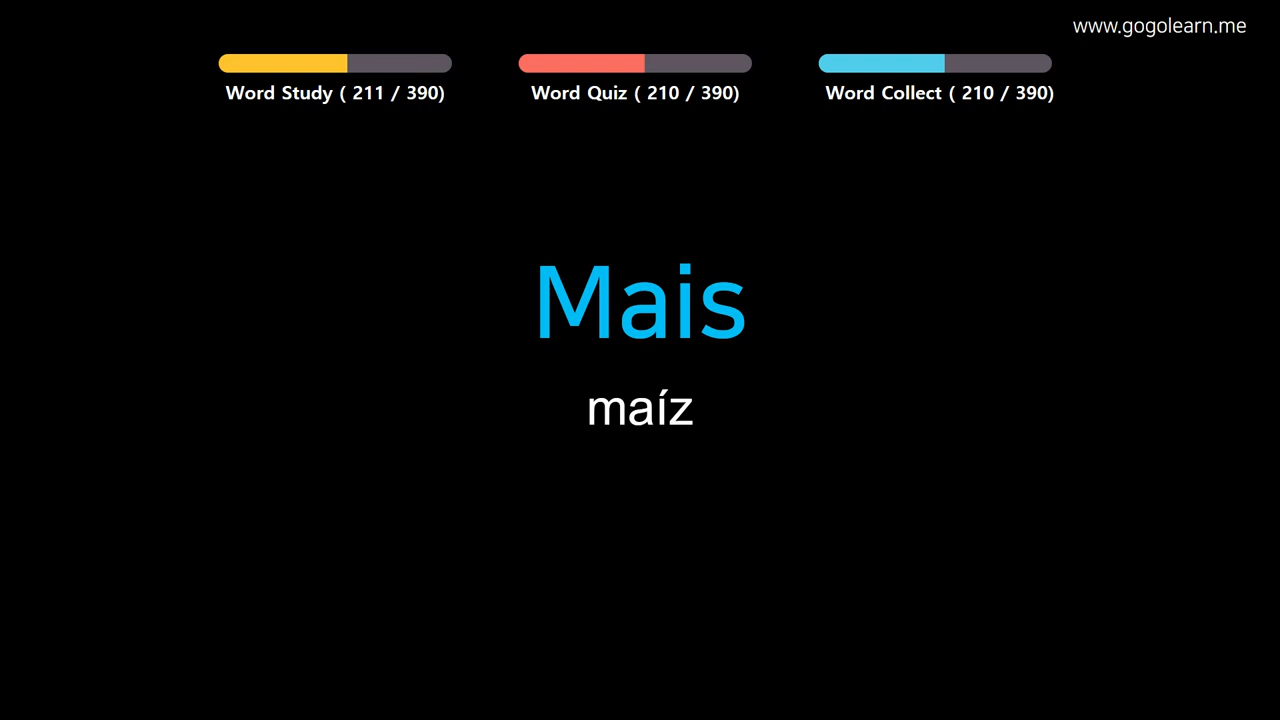 www.gogolearn.me
Word Study ( 211 / 390)
Word Quiz ( 210 / 390)
Word Collect ( 210 / 390)
Mais
maíz